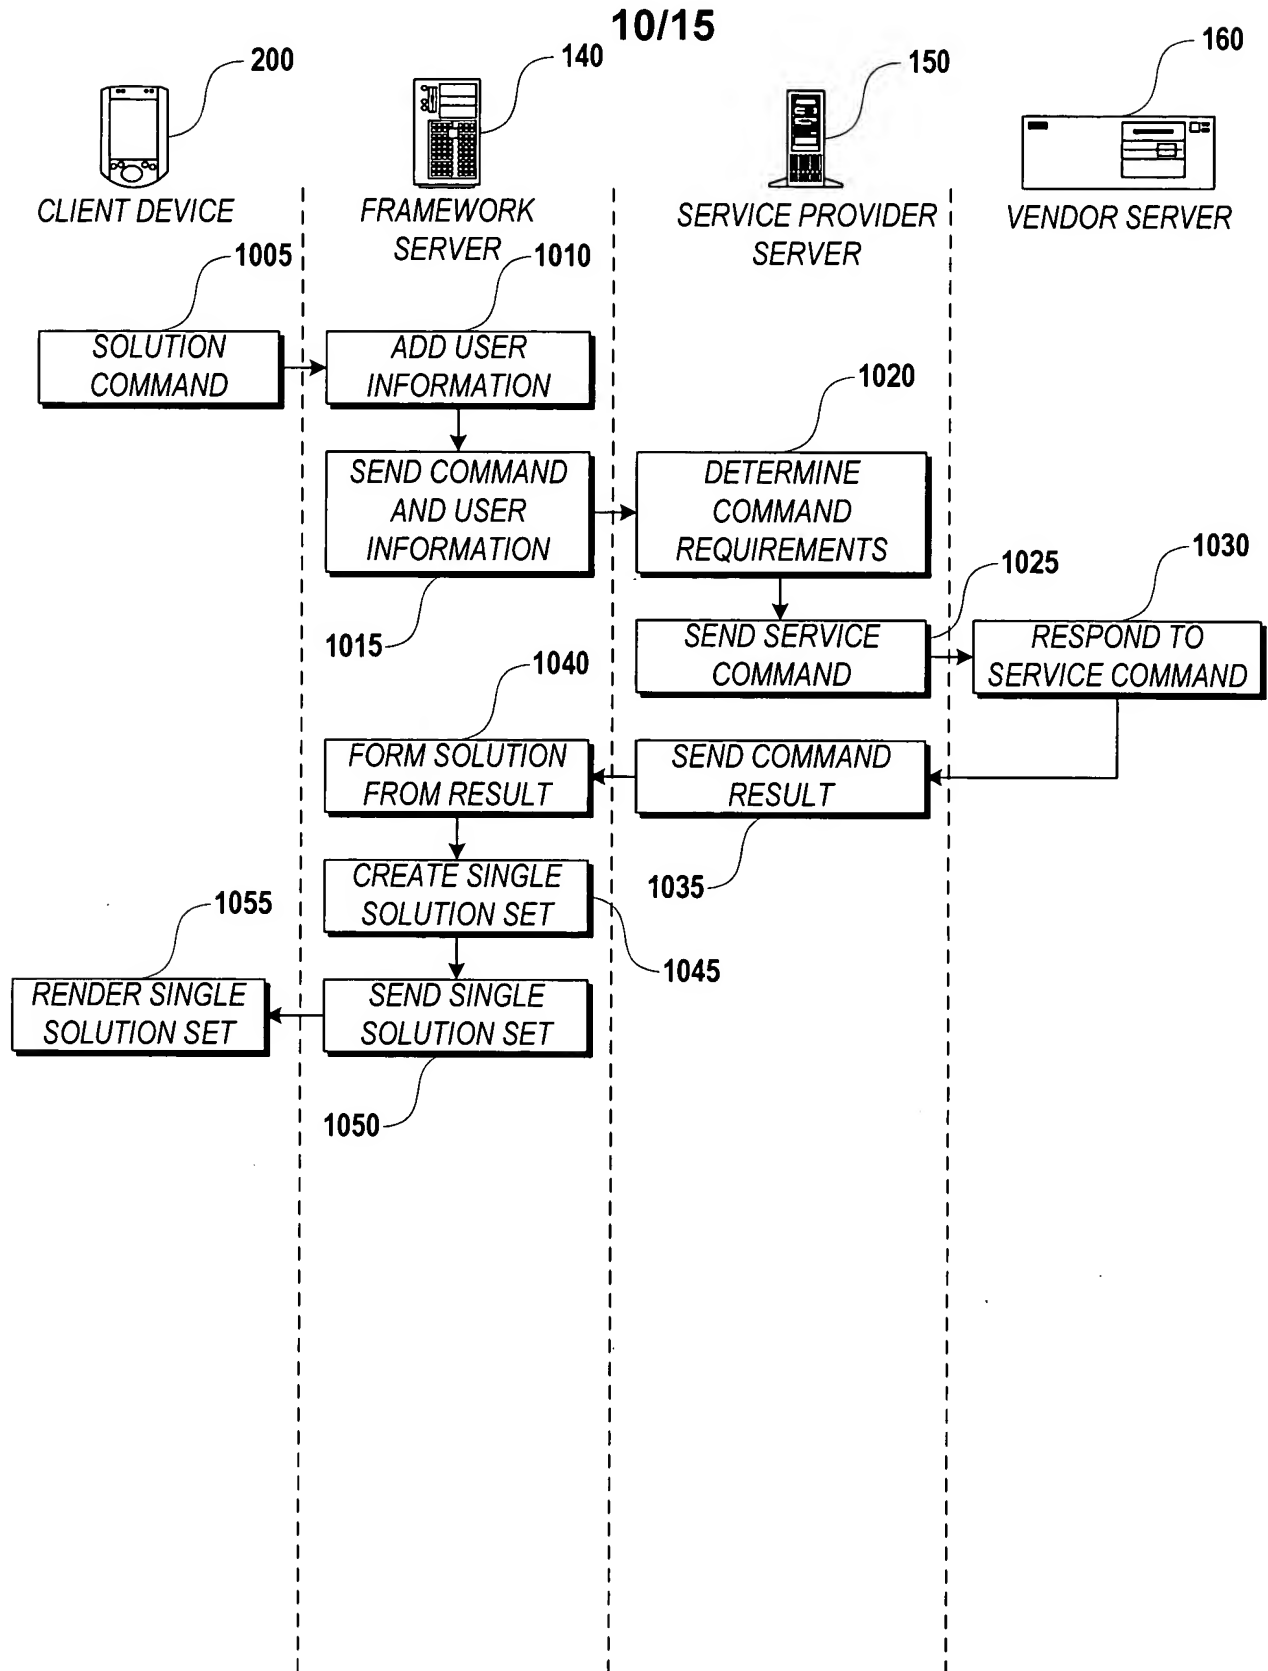 10/15
200
140
150
160
CLIENT DEVICE
FRAMEWORK
SERVER
SERVICE PROVIDER
SERVER
VENDOR SERVER
1005
1010
SOLUTION
COMMAND
ADD USER
INFORMATION
1020
SEND COMMAND
AND USER
INFORMATION
DETERMINE
COMMAND
REQUIREMENTS
1015
1025
1030
SEND SERVICE
COMMAND
RESPOND TO
SERVICE COMMAND
1040
FORM SOLUTION
FROM RESULT
SEND COMMAND
RESULT
1035
CREATE SINGLE
SOLUTION SET
1045
1055
RENDER SINGLE
SOLUTION SET
SEND SINGLE
SOLUTION SET
1050